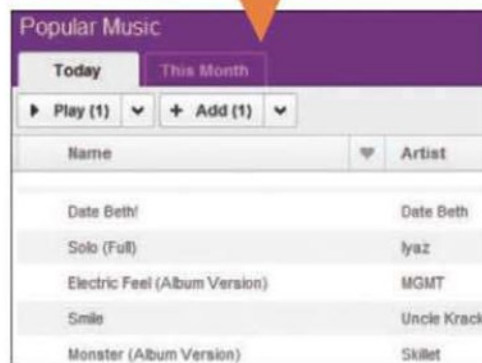 Popular Music
Today This Month
Play (1) + Add (1)
Name Artist
Date Beth! Date Beth
Solo (Full) Iyaz
Electric Feel (Album Version) MGMT
Smile Uncle Krack
Monster (Album Version) Skillet